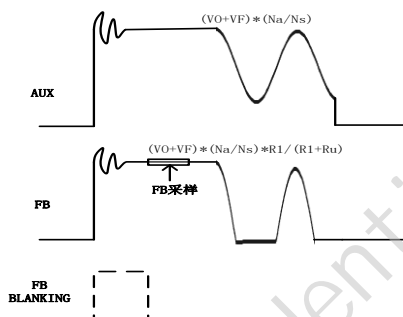 (VO+VF)*(Na/Ns)
AUX
(VO+VF)*(Na/Ns)*R1/(R1+Ru)
FB采样
FB
FB
BLANKING